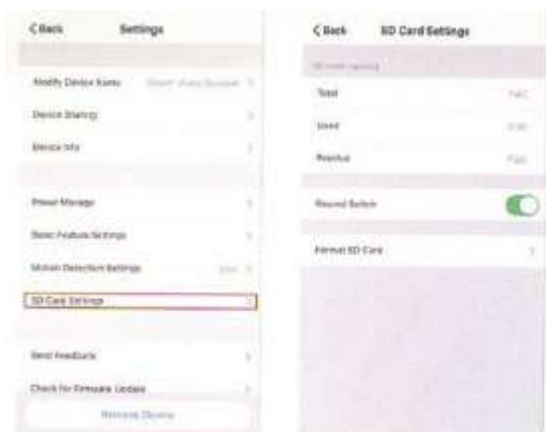 < Back Settings
Modify Device Name
Device Sharing
Device Info
Power Manage
Basic Feature Settings
Motion Detection Settings
SD Card Settings
Send Feedback
Check for Firmware Update
Remove Device
< Back SD Card Settings
Total
Used
Residue
Record Switch
Format SD Card